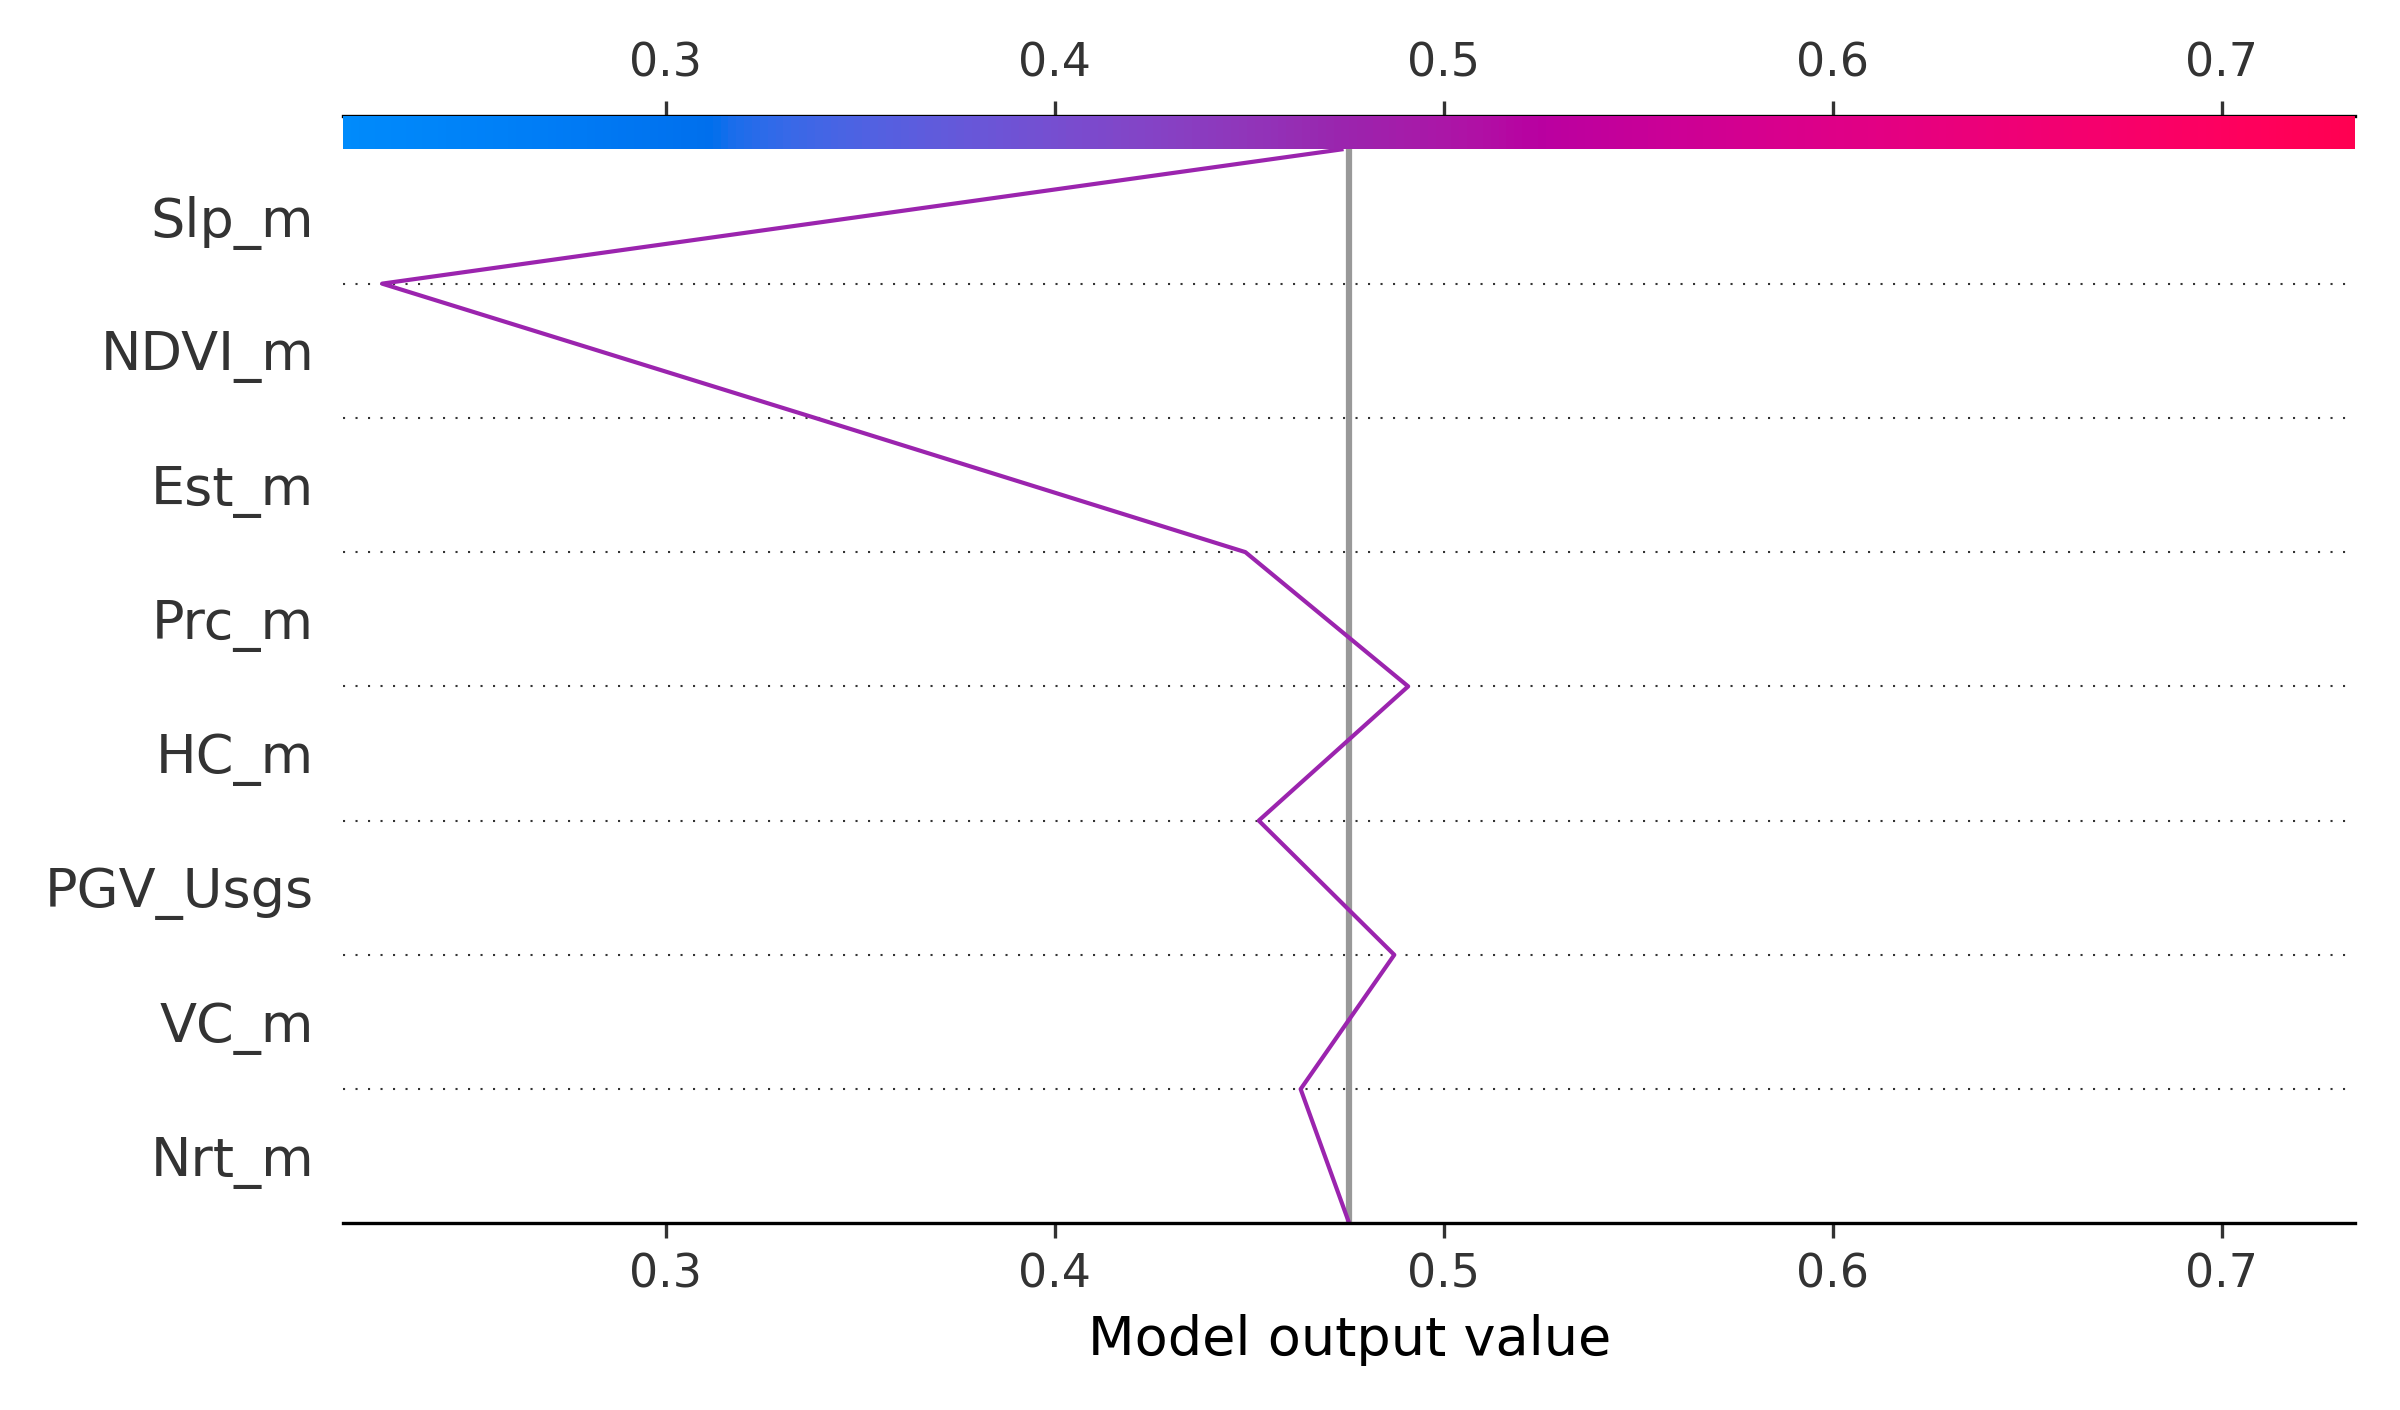 0.3 0.4 0.5 0.6 0.7
Slp_m
NDVI_m
Est_m
Prc_m
HC_m
PGV_Usgs
VC_m
Nrt_m
0.3 0.4 0.5 0.6 0.7
Model output value